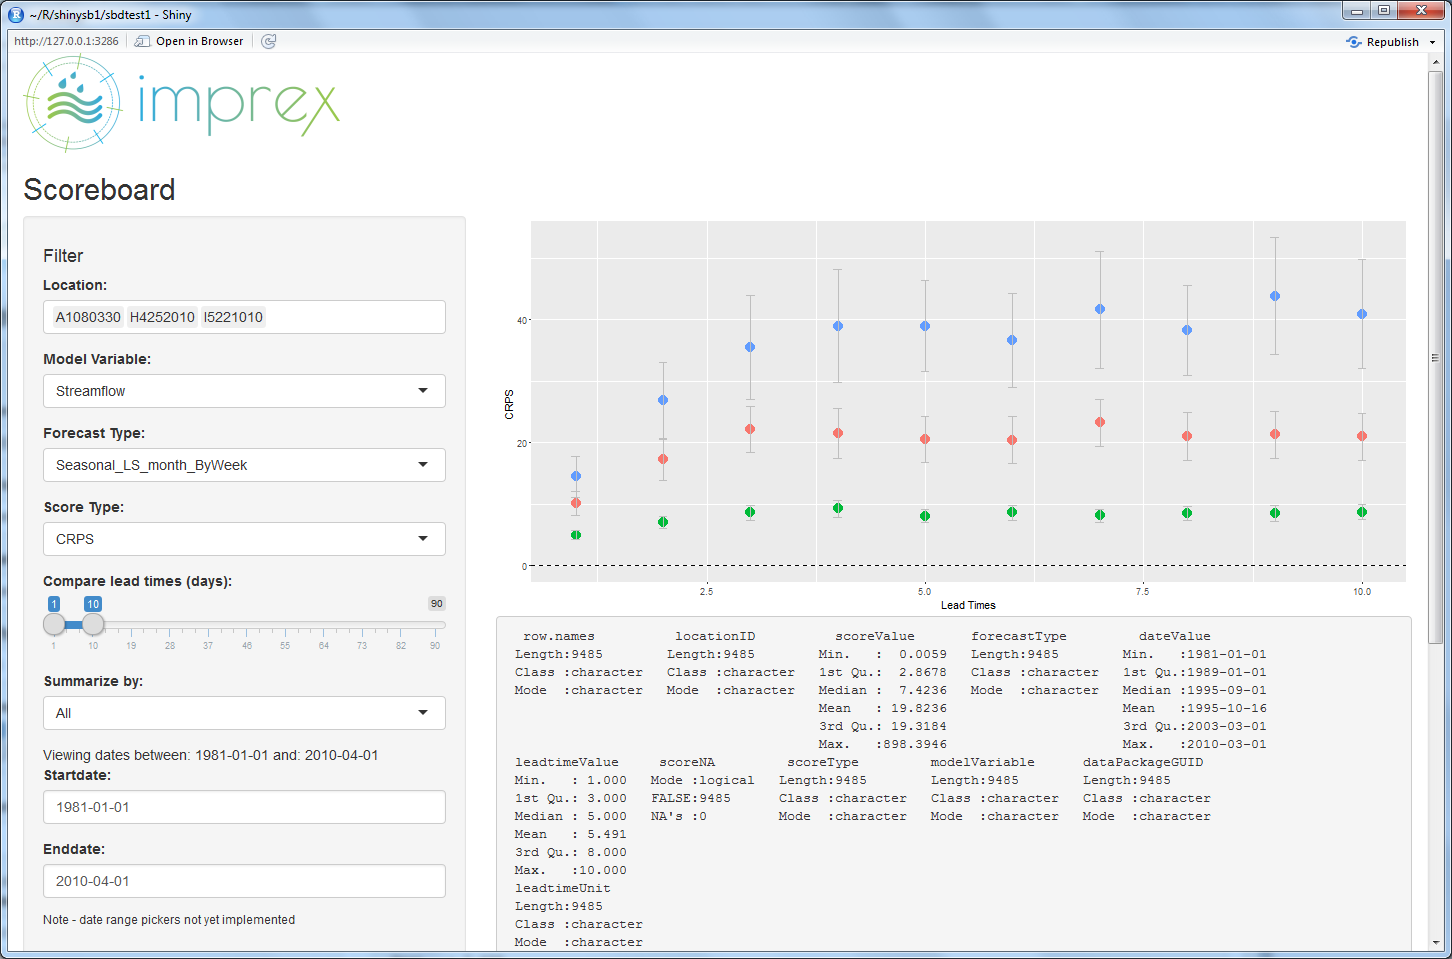 ~/R/shinysb1/sbdtest1 - Shiny
http://127.0.0.1:3286 Open in Browser Republish
imprex
Scoreboard
Filter
Location:
A1080330 H4252010 I5221010
Model Variable:
Streamflow
Forecast Type:
Seasonal_LS_month_ByWeek
Score Type:
CRPS
Compare lead times (days):
1 10 90
1 10 19 28 37 46 55 64 73 82 90
Summarize by:
All
Viewing dates between: 1981-01-01 and: 2010-04-01
Startdate:
1981-01-01
Enddate:
2010-04-01
Note - date range pickers not yet implemented
CRPS
40
20
0
2.5 5.0 7.5 10.0
Lead Times
row.names locationID scoreValue forecastType dateValue
Length:9485 Length:9485 Min. : 0.0059 Length:9485 Min. :1981-01-01
Class :character Class :character 1st Qu.: 2.8678 Class :character 1st Qu.:1989-01-01
Mode :character Mode :character Median : 7.4236 Mode :character Median :1995-09-01
Mean : 19.8236 Mean :1995-10-16
3rd Qu.: 19.3184 3rd Qu.:2003-03-01
Max. :898.3946 Max. :2010-03-01
leadtimeValue scoreNA scoreType modelVariable dataPackageGUID
Min. : 1.000 Mode :logical Length:9485 Length:9485 Length:9485
1st Qu.: 3.000 FALSE:9485 Class :character Class :character Class :character
Median : 5.000 NA's :0 Mode :character Mode :character Mode :character
Mean : 5.491
3rd Qu.: 8.000
Max. :10.000
leadtimeUnit
Length:9485
Class :character
Mode :character